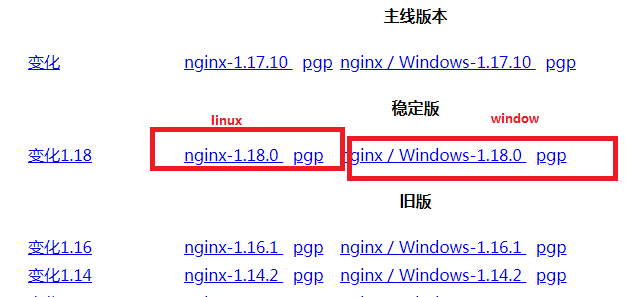 主线版本
变化 nginx-1.17.10 pgp nginx / Windows-1.17.10 pgp
稳定版
linux window
变化1.18 nginx-1.18.0 pgp nginx / Windows-1.18.0 pgp
旧版
变化1.16 nginx-1.16.1 pgp nginx / Windows-1.16.1 pgp
变化1.14 nginx-1.14.2 pgp nginx / Windows-1.14.2 pgp